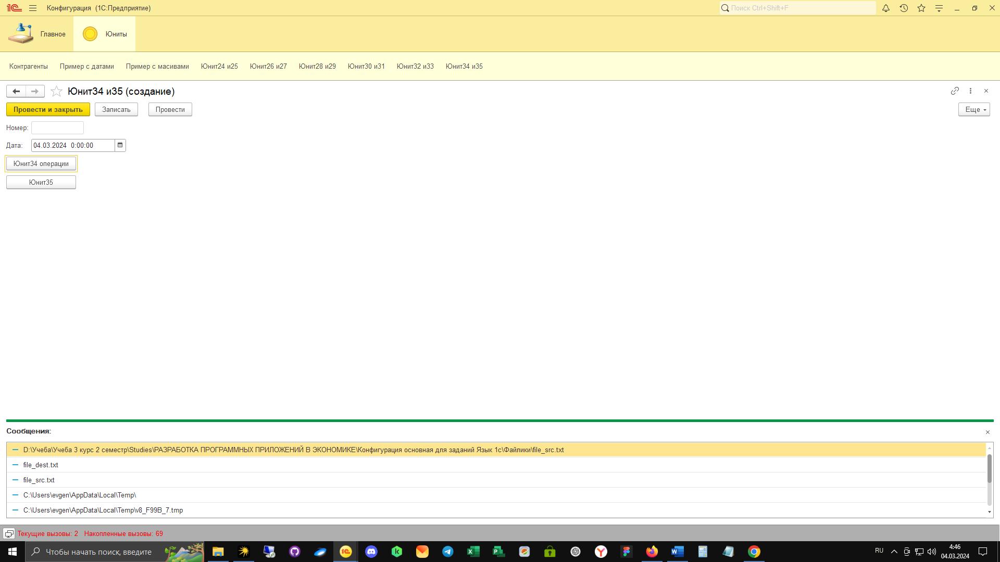 Конфигурация (1С:Предприятие)
Поиск Ctrl+Shift+F
Главное
Юниты
Контрагенты Пример с датами Пример с масивами Юнит24 и25 Юнит26 и27 Юнит28 и29 Юнит30 и31 Юнит32 и33 Юнит34 и35
Юнит34 и35 (создание)
Провести и закрыть Записать Провести Еще
Номер:
Дата: 04.03.2024 0:00:00
Юнит34 операции
Юнит35
Сообщения:
D:\Учеба\Учеба 3 курс 2 семестр\Studies\РАЗРАБОТКА ПРОГРАММНЫХ ПРИЛОЖЕНИЙ В ЭКОНОМИКЕ\Конфигурация основная для заданий Язык 1с\Файлики\file_src.txt
file_dest.txt
file_src.txt
C:\Users\evgen\AppData\Local\Temp\
C:\Users\evgen\AppData\Local\Temp\v8_F99B_7.tmp
Текущие вызовы: 2 Накопленные вызовы: 69
Чтобы начать поиск, введите
RU
4:46
04.03.2024